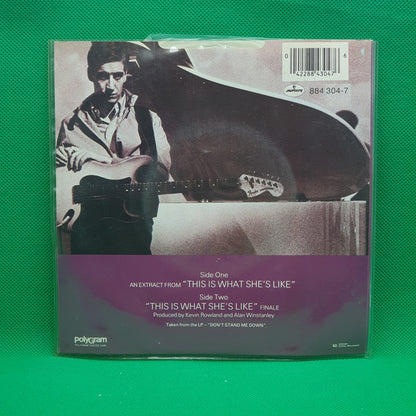 0
42288 43047
6
mercury
884 304-7
Fender
Side One
AN EXTRACT FROM "THIS IS WHAT SHE'S LIKE"
Side Two
"THIS IS WHAT SHE'S LIKE" FINALE
Produced by Kevin Rowland and Alan Winstanley
Taken from the LP – "DON'T STAND ME DOWN"
polygram